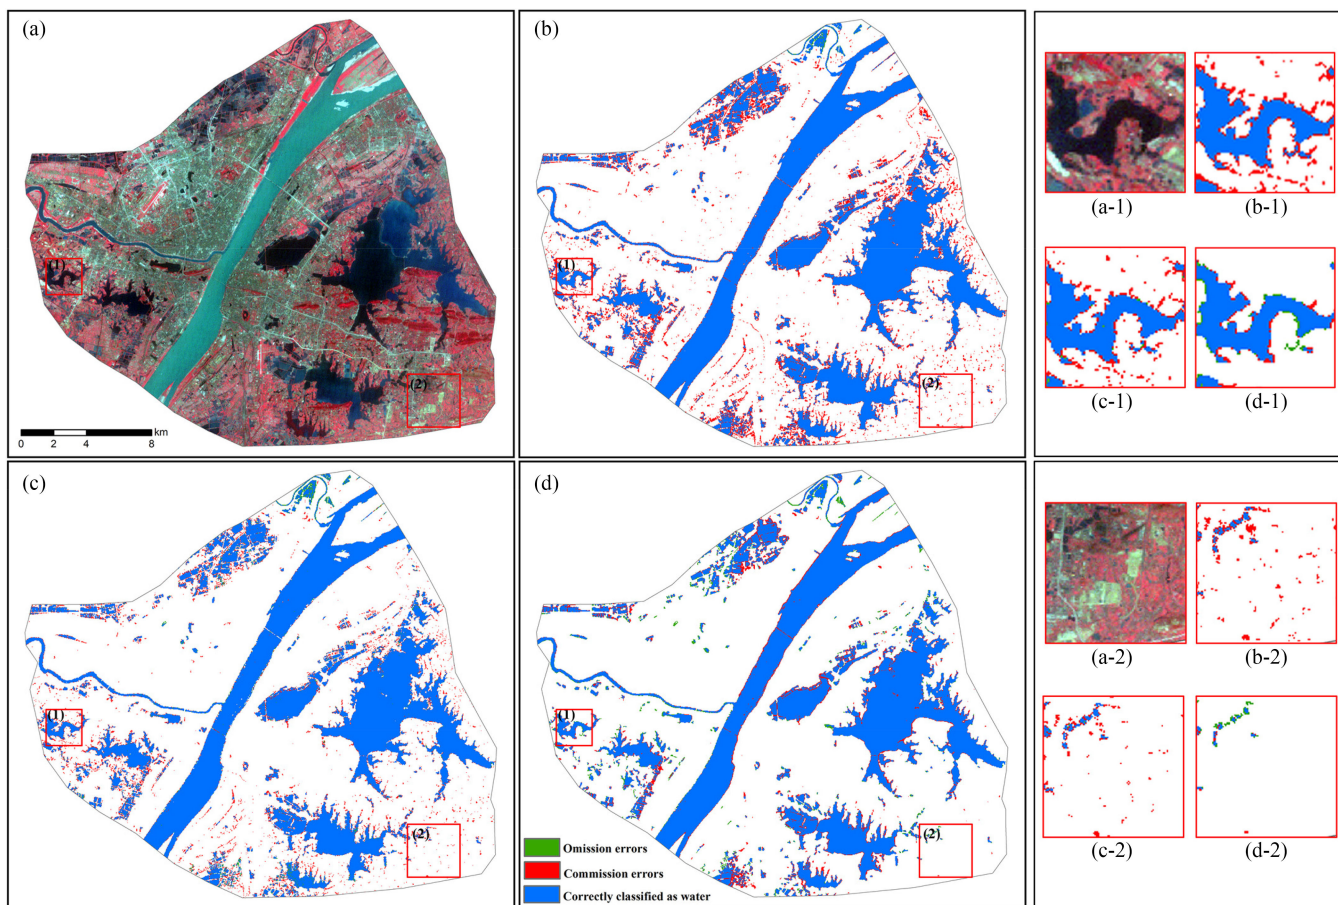 (a)
(b)
(1)
(1)
(2)
(2)
0 2 4 8 km
(a-1)
(b-1)
(c-1)
(d-1)
(c)
(d)
(1)
(1)
(2)
(2)
Omission errors
Commission errors
Correctly classified as water
(a-2)
(b-2)
(c-2)
(d-2)